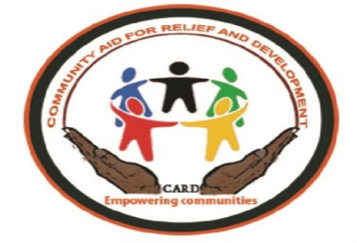 COMMUNITY AID FOR RELIEF AND DEVELOPMENT
CARD
Empowering communities